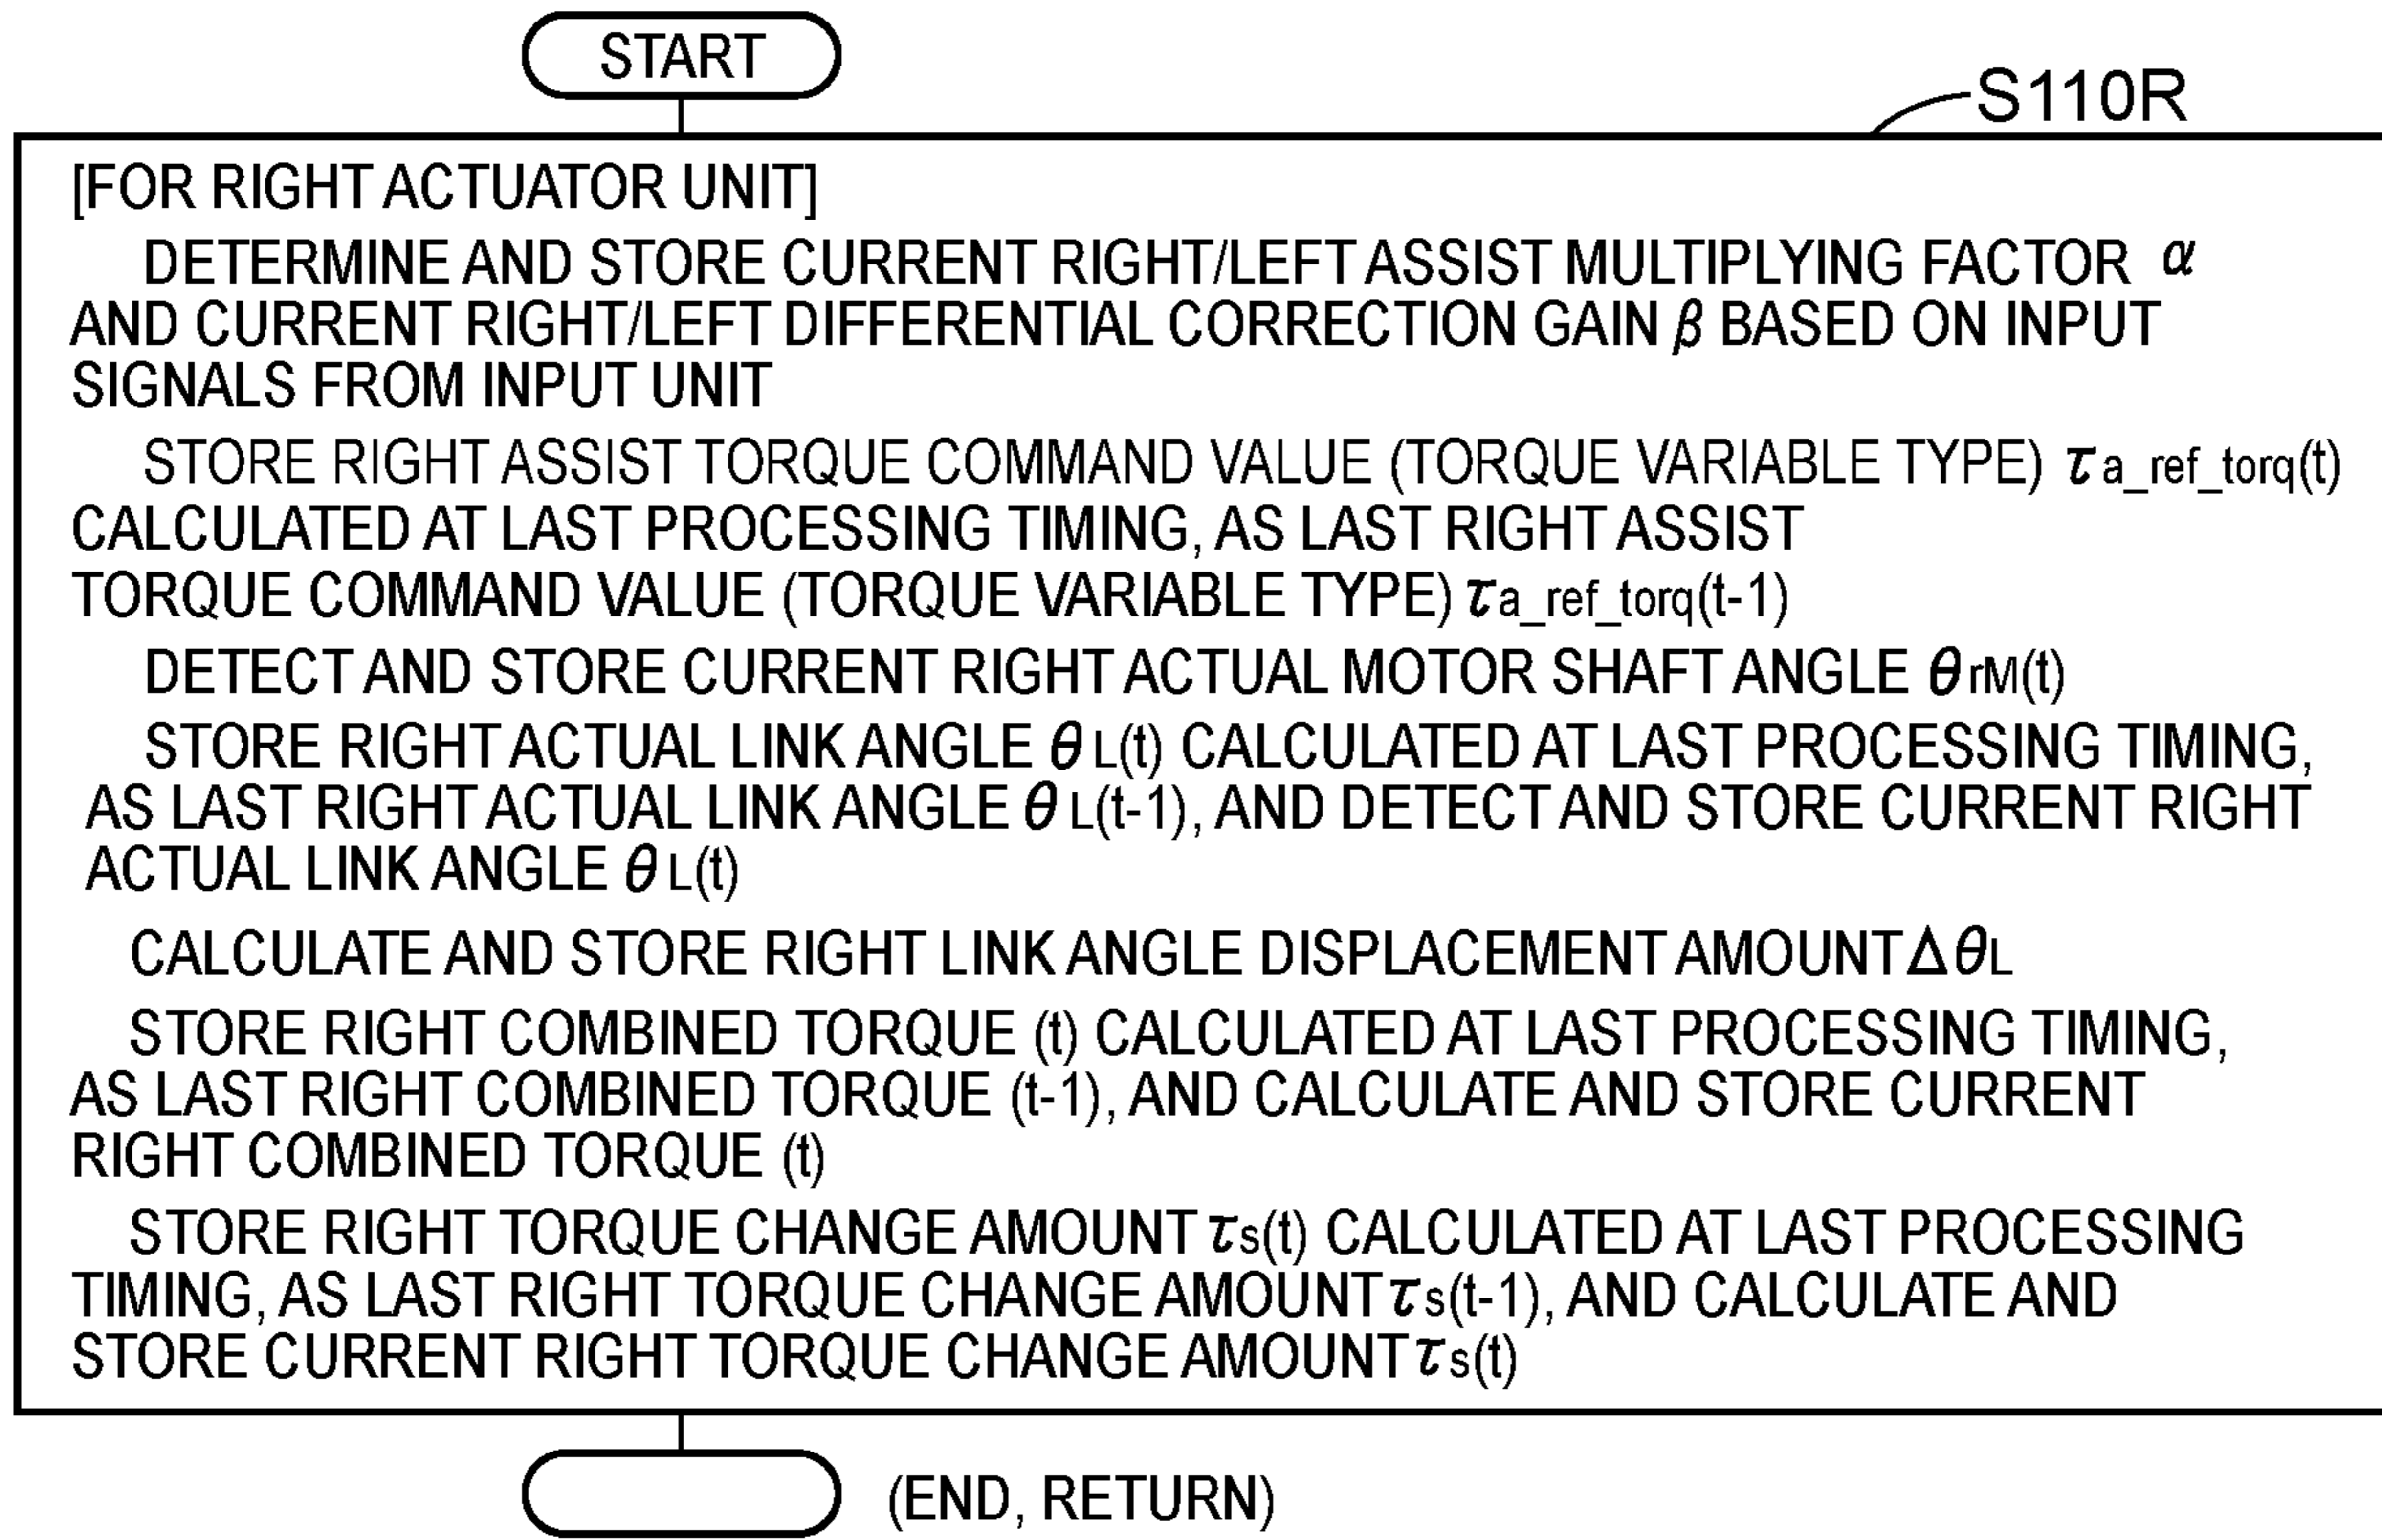 START
S110R
[FOR RIGHT ACTUATOR UNIT]
DETERMINE AND STORE CURRENT RIGHT/LEFT ASSIST MULTIPLYING FACTOR α
AND CURRENT RIGHT/LEFT DIFFERENTIAL CORRECTION GAIN β BASED ON INPUT
SIGNALS FROM INPUT UNIT
STORE RIGHT ASSIST TORQUE COMMAND VALUE (TORQUE VARIABLE TYPE) τa_ref_torq(t)
CALCULATED AT LAST PROCESSING TIMING, AS LAST RIGHT ASSIST
TORQUE COMMAND VALUE (TORQUE VARIABLE TYPE) τa_ref_torq(t-1)
DETECT AND STORE CURRENT RIGHT ACTUAL MOTOR SHAFT ANGLE θrM(t)
STORE RIGHT ACTUAL LINK ANGLE θL(t) CALCULATED AT LAST PROCESSING TIMING,
AS LAST RIGHT ACTUAL LINK ANGLE θL(t-1), AND DETECT AND STORE CURRENT RIGHT
ACTUAL LINK ANGLE θL(t)
CALCULATE AND STORE RIGHT LINK ANGLE DISPLACEMENT AMOUNT ΔθL
STORE RIGHT COMBINED TORQUE (t) CALCULATED AT LAST PROCESSING TIMING,
AS LAST RIGHT COMBINED TORQUE (t-1), AND CALCULATE AND STORE CURRENT
RIGHT COMBINED TORQUE (t)
STORE RIGHT TORQUE CHANGE AMOUNT τs(t) CALCULATED AT LAST PROCESSING
TIMING, AS LAST RIGHT TORQUE CHANGE AMOUNT τs(t-1), AND CALCULATE AND
STORE CURRENT RIGHT TORQUE CHANGE AMOUNT τs(t)
(END, RETURN)